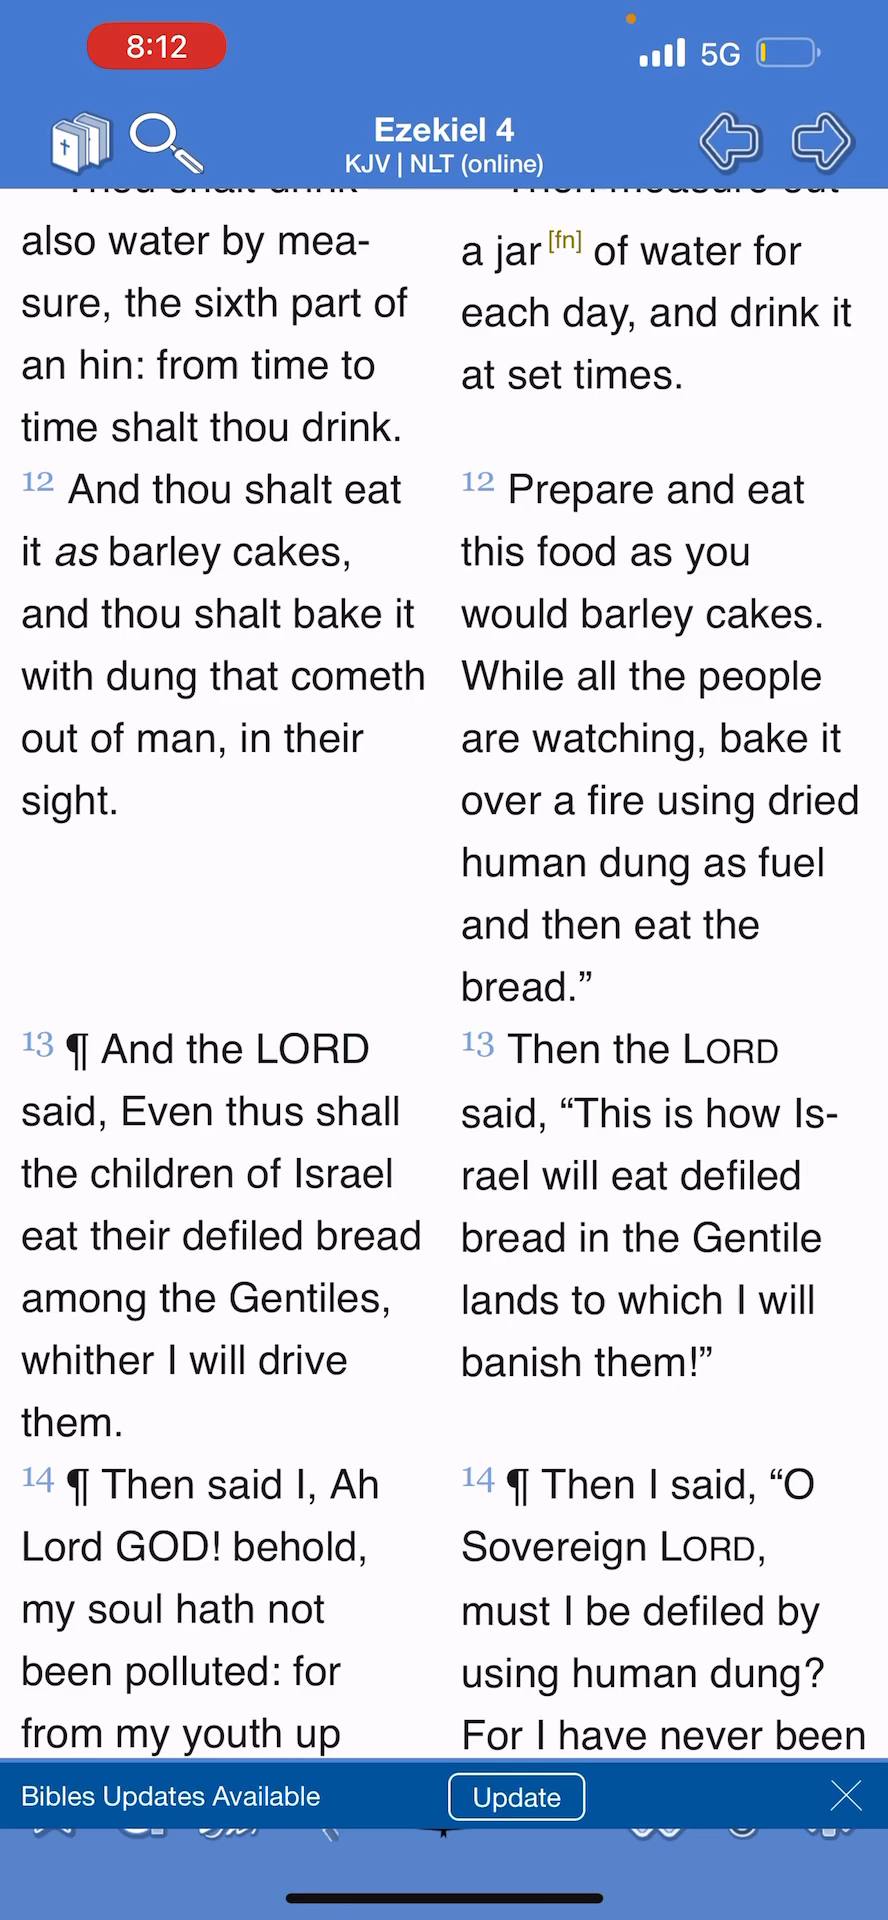 8:12
5G
Ezekiel 4
KJV | NLT (online)
Thou shalt drink
also water by mea-
sure, the sixth part of
an hin: from time to
time shalt thou drink.
12 And thou shalt eat
it as barley cakes,
and thou shalt bake it
with dung that cometh
out of man, in their
sight.
13 ¶ And the LORD
said, Even thus shall
the children of Israel
eat their defiled bread
among the Gentiles,
whither I will drive
them.
14 ¶ Then said I, Ah
Lord GOD! behold,
my soul hath not
been polluted: for
from my youth up
Then measure out
a jar [fn] of water for
each day, and drink it
at set times.
12 Prepare and eat
this food as you
would barley cakes.
While all the people
are watching, bake it
over a fire using dried
human dung as fuel
and then eat the
bread.”
13 Then the LORD
said, “This is how Is-
rael will eat defiled
bread in the Gentile
lands to which I will
banish them!”
14 ¶ Then I said, “O
Sovereign LORD,
must I be defiled by
using human dung?
For I have never been
Bibles Updates Available
Update